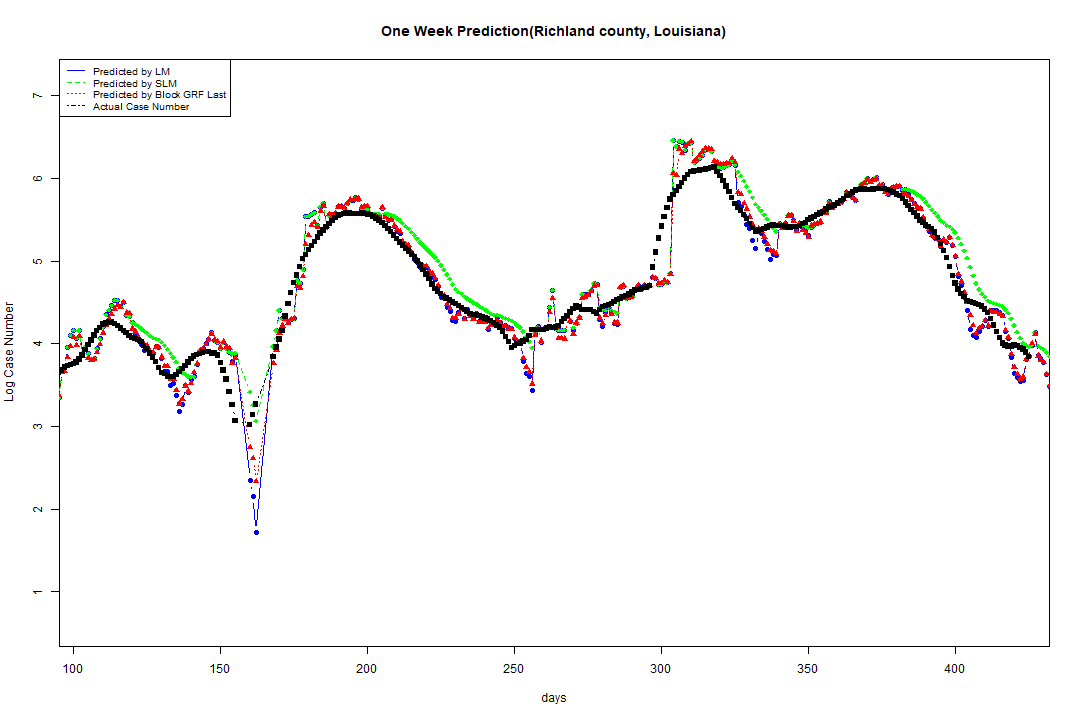 One Week Prediction(Richland county, Louisiana)
Predicted by LM
Predicted by SLM
Predicted by Block GRF Last
Actual Case Number
7
6
5
4
3
2
1
Log Case Number
100 150 200 250 300 350 400
days